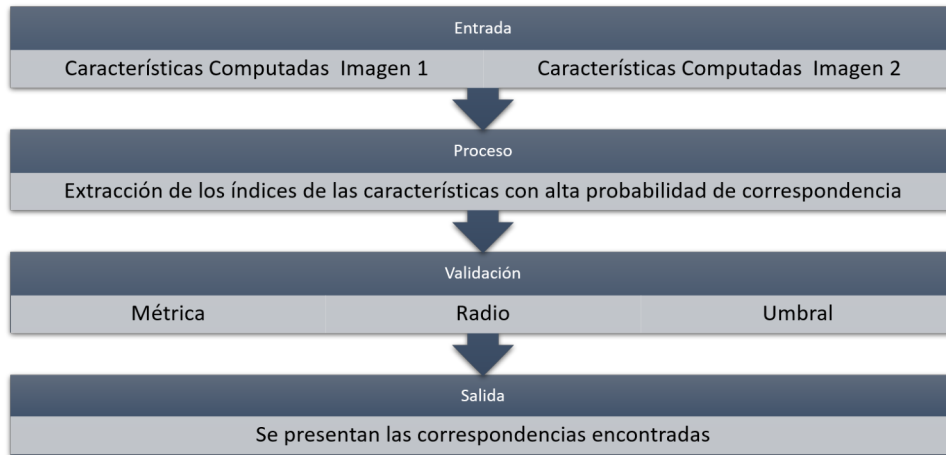 Entrada
Características Computadas Imagen 1
Características Computadas Imagen 2
Proceso
Extracción de los índices de las características con alta probabilidad de correspondencia
Validación
Métrica
Radio
Umbral
Salida
Se presentan las correspondencias encontradas